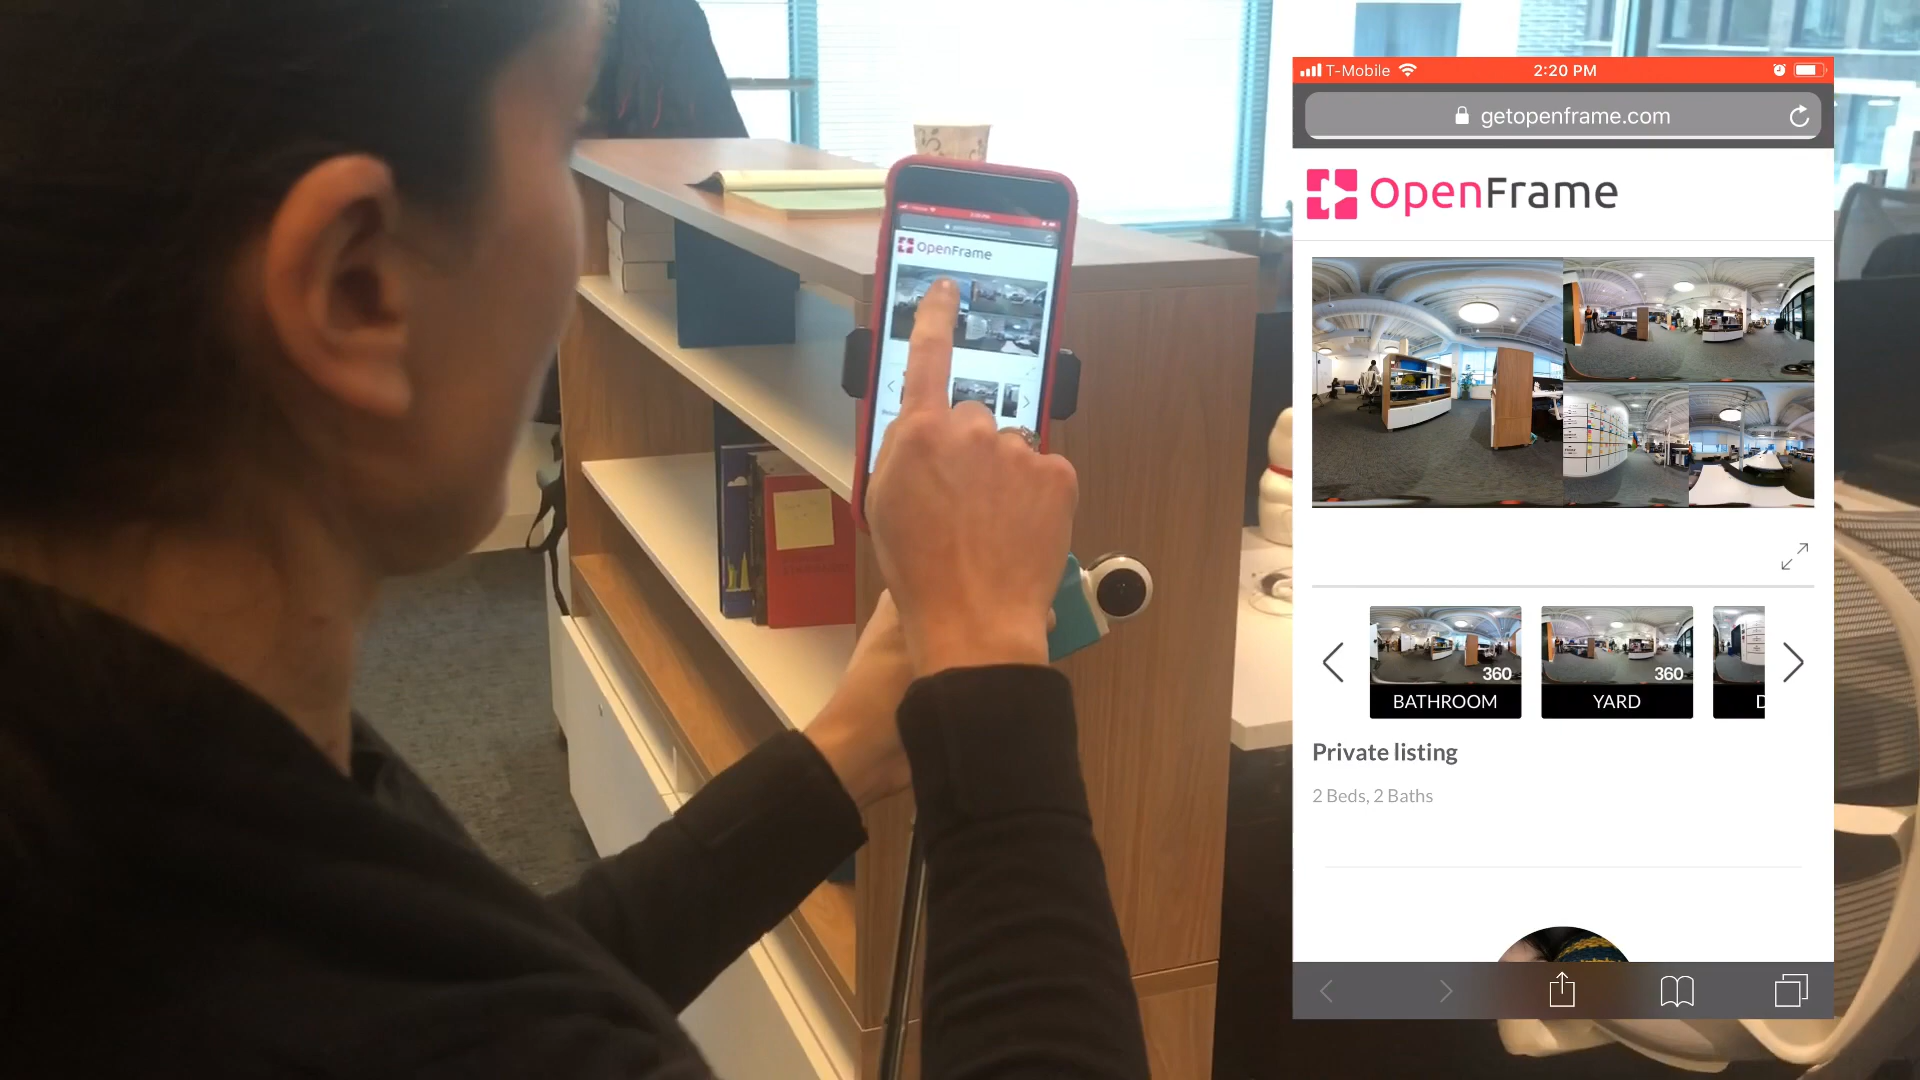 OpenFrame
T-Mobile
2:20 PM
getopenframe.com
OpenFrame
360
BATHROOM
360
YARD
D
Private listing
2 Beds, 2 Baths